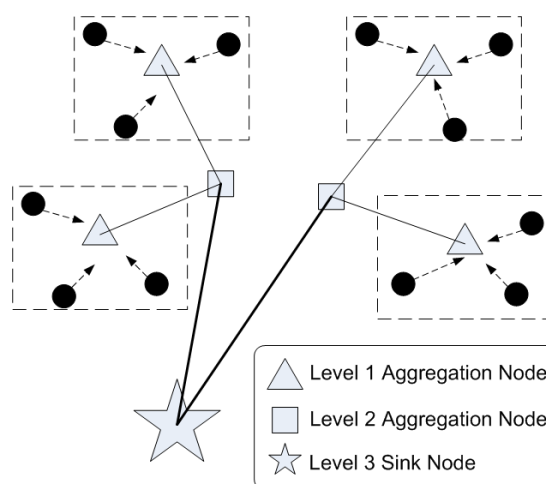 Level 1 Aggregation Node
Level 2 Aggregation Node
Level 3 Sink Node